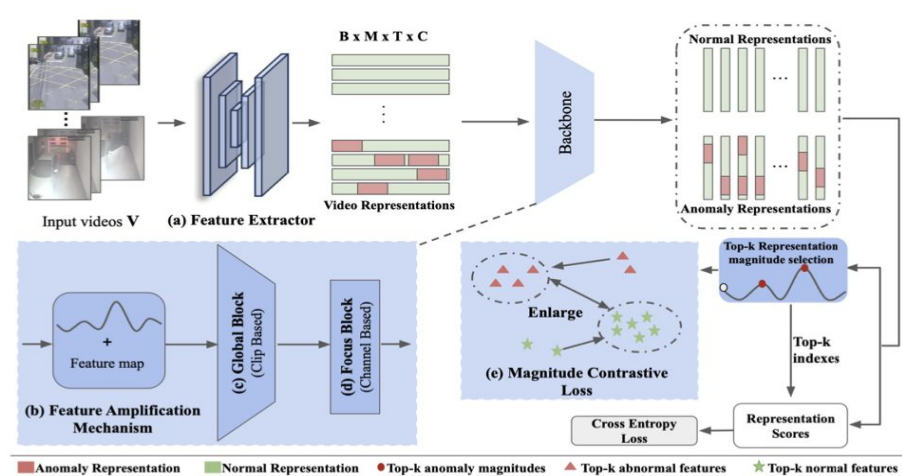 B x M x T x C
Normal Representations
...
Backbone
Input videos V
(a) Feature Extractor
Video Representations
...
Anomaly Representations
Top-k Representation
magnitude selection
+
Feature map
(b) Feature Amplification
Mechanism
(c) Global Block
(Clip Based)
(d) Focus Block
(Channel Based)
Enlarge
(e) Magnitude Contrastive
Loss
Top-k
indexes
Cross Entropy
Loss
Representation
Scores
Anomaly Representation
Normal Representation
Top-k anomaly magnitudes
Top-k abnormal features
Top-k normal features